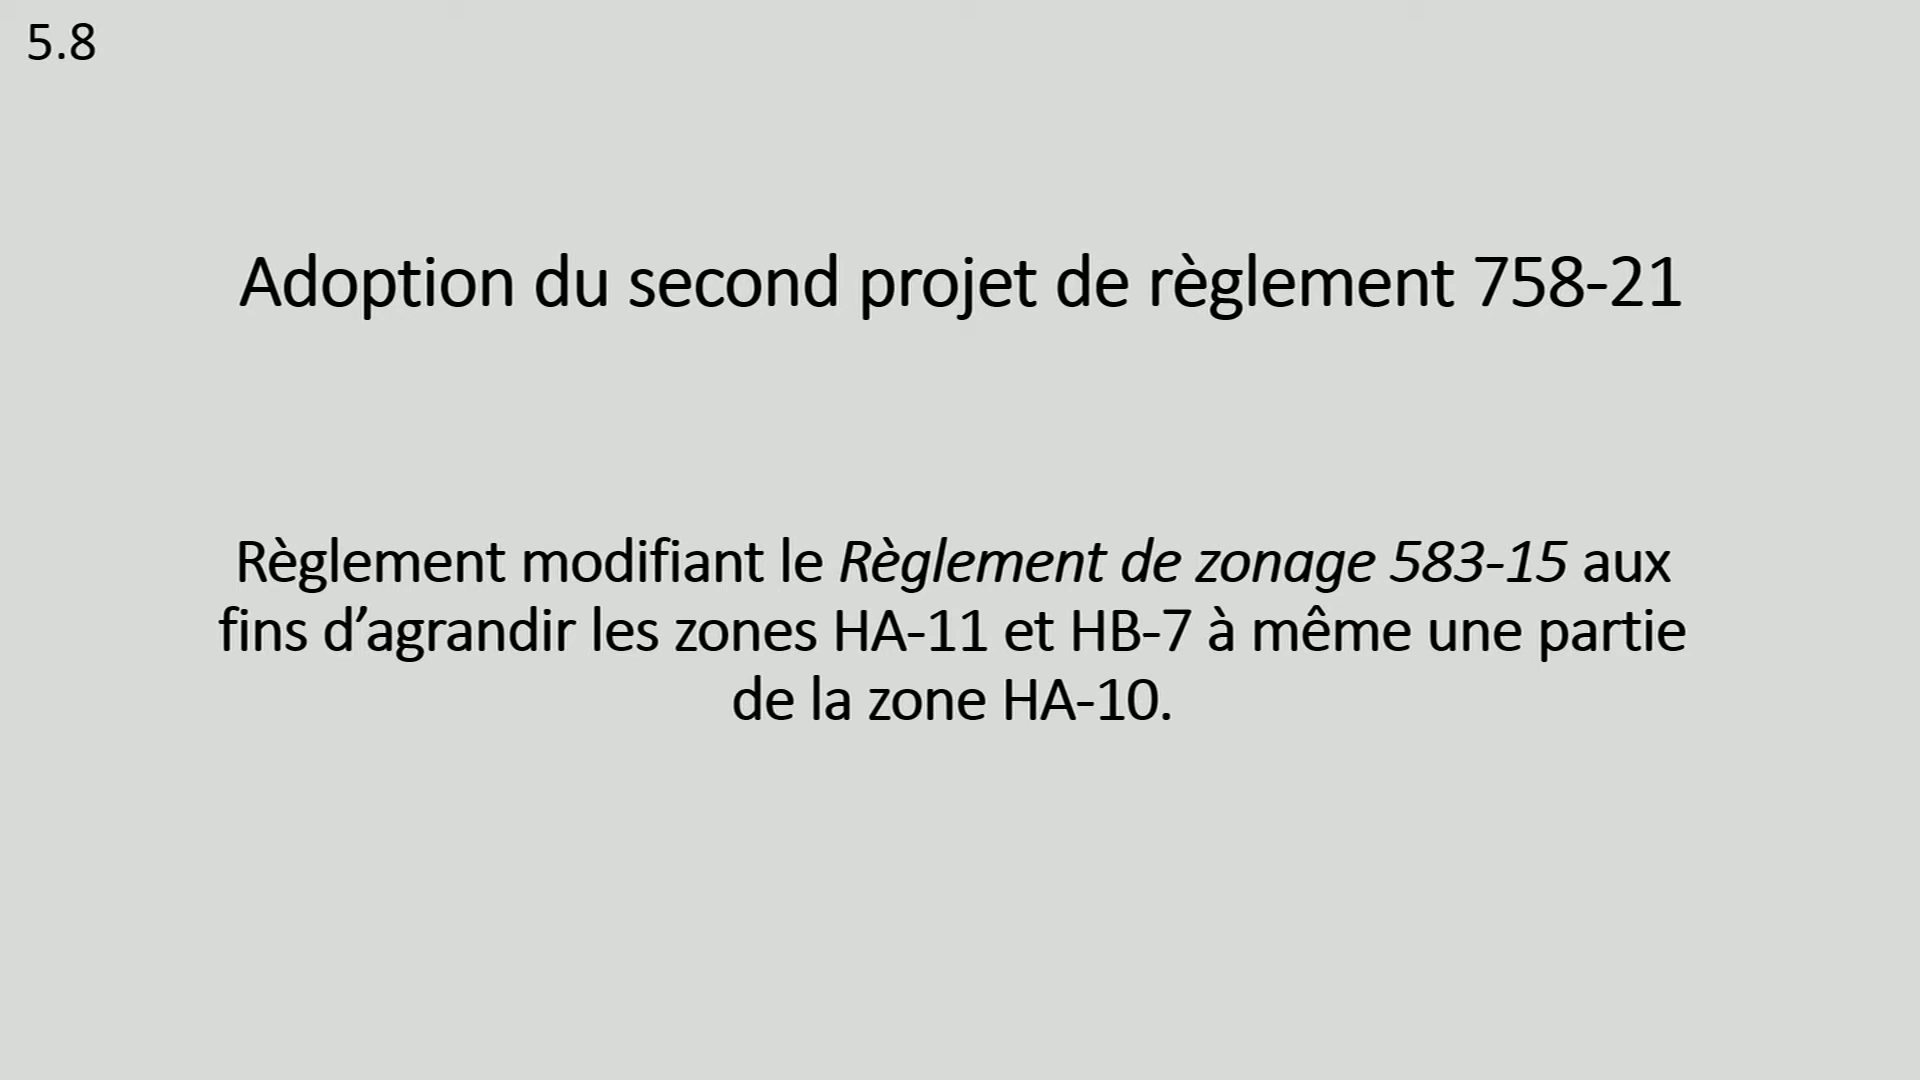 5.8
Adoption du second projet de règlement 758-21
Règlement modifiant le Règlement de zonage 583-15 aux
fins d’agrandir les zones HA-11 et HB-7 à même une partie
de la zone HA-10.